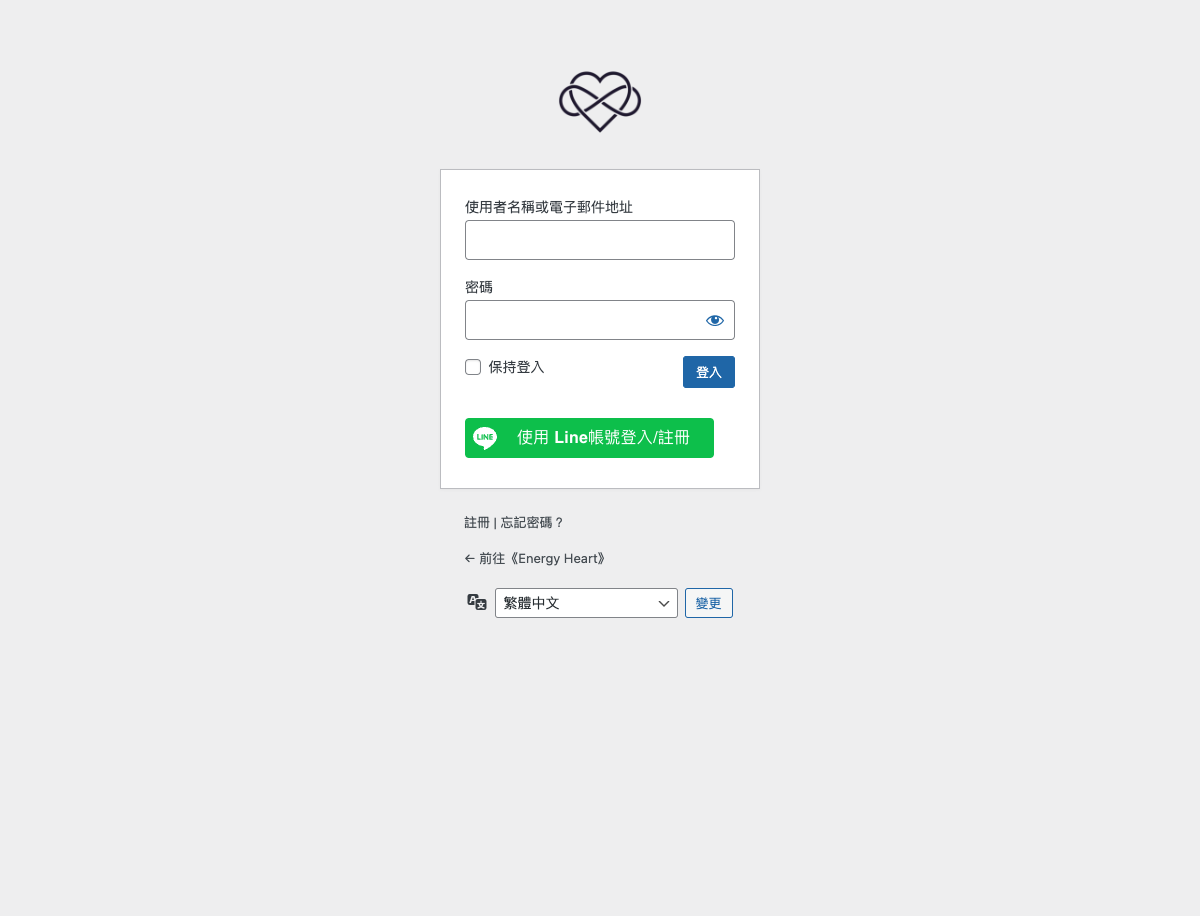 使用者名稱或電子郵件地址
密碼
保持登入
登入
LINE 使用 Line帳號登入/註冊
註冊 | 忘記密碼？
← 前往《Energy Heart》
A 文 繁體中文 變更